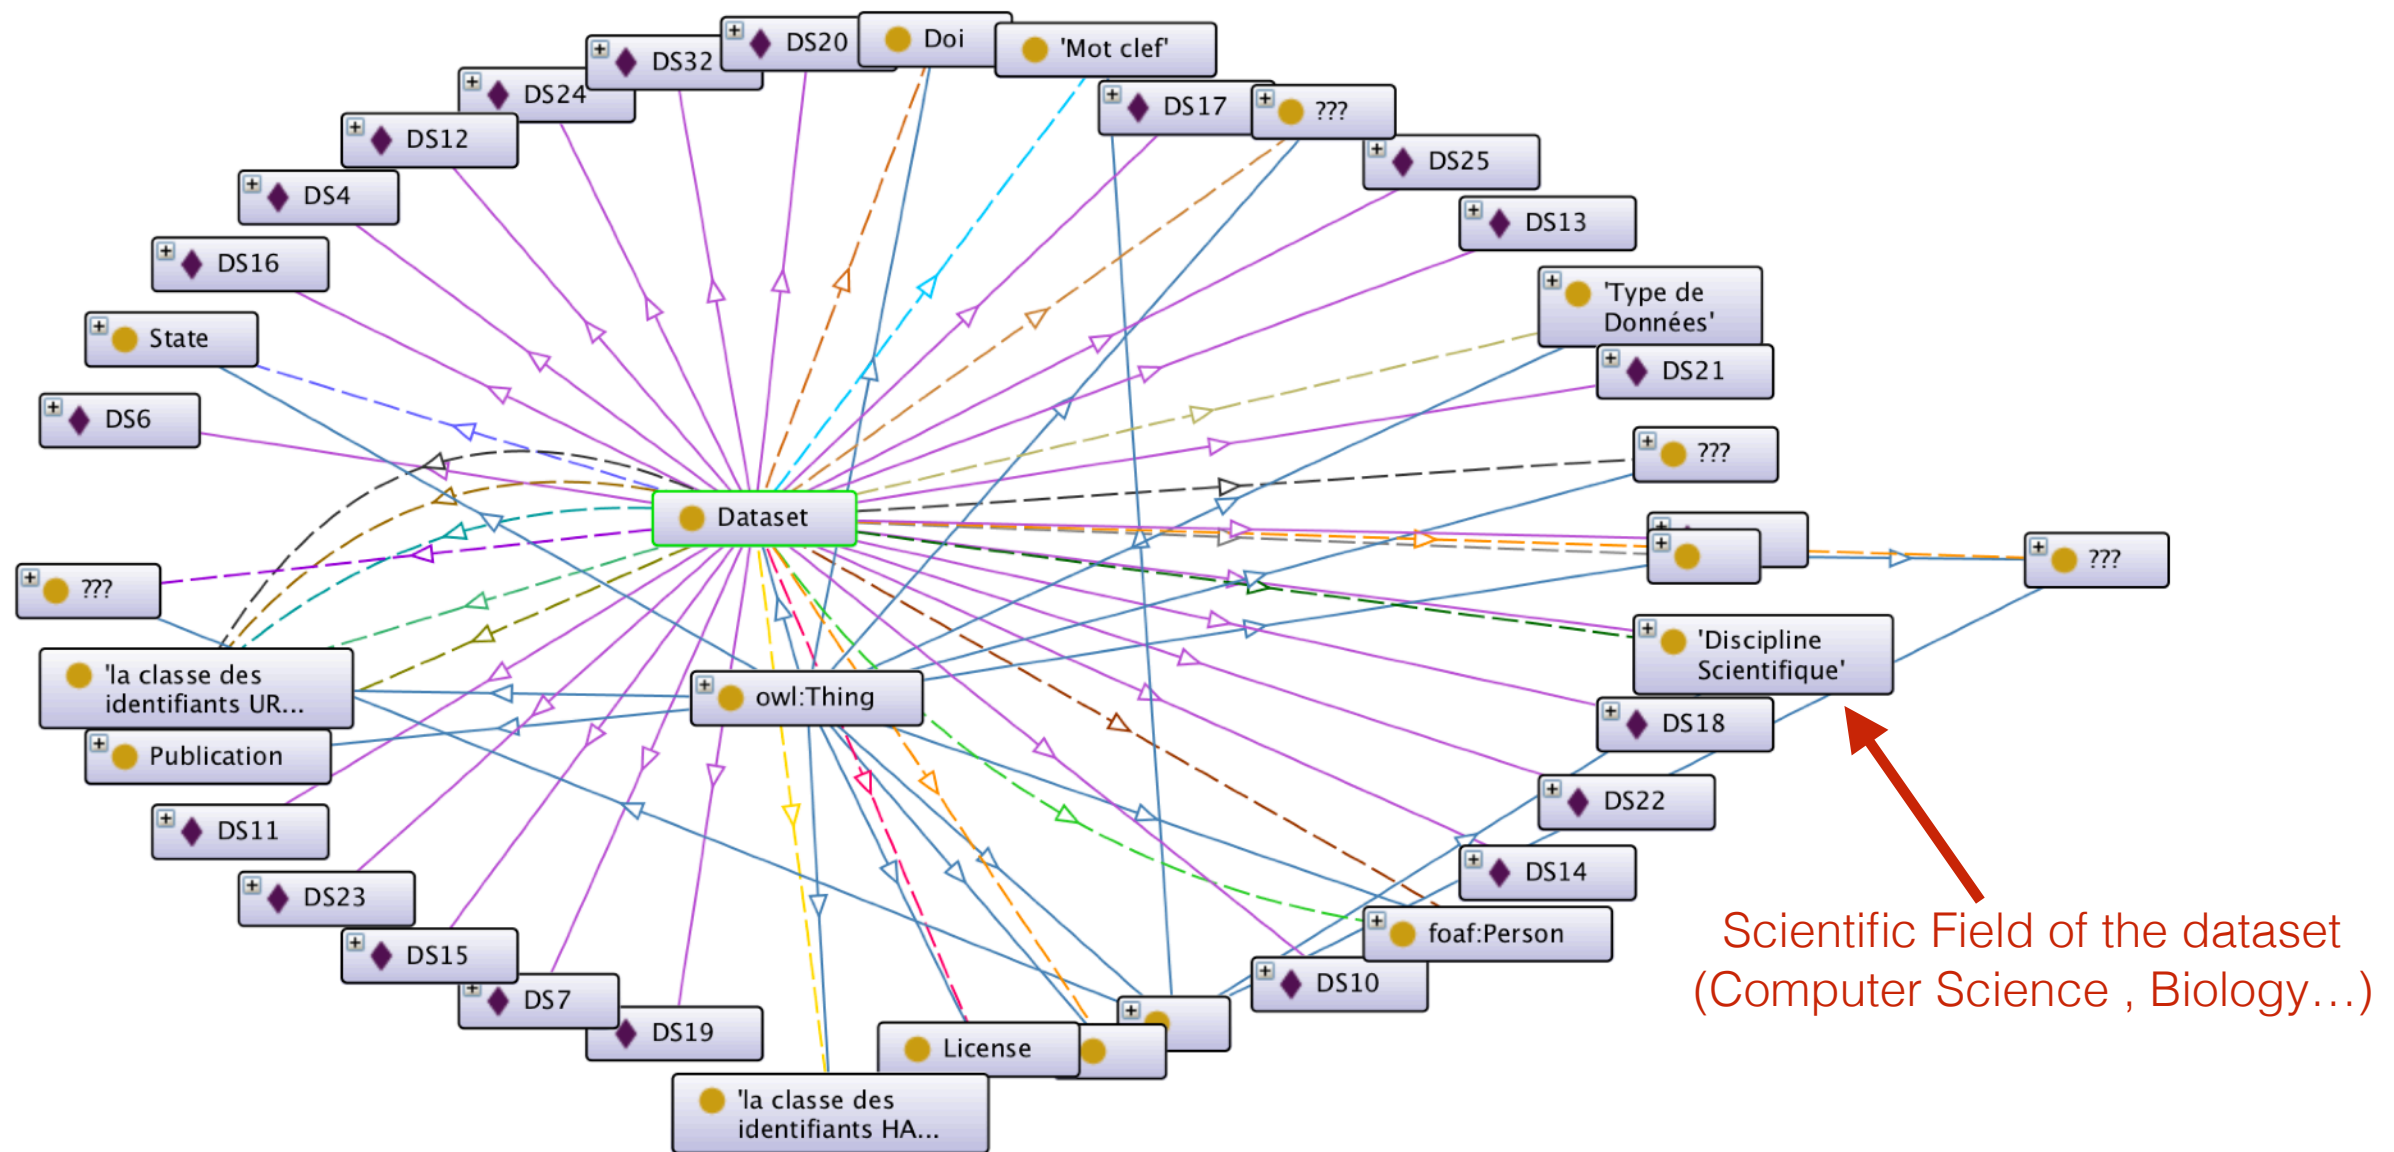 DS20
Doi
'Mot clef'
DS32
DS24
DS17
???
DS12
DS25
DS4
DS13
DS16
'Type de
Données'
State
DS21
DS6
???
Dataset
???
???
'Discipline
Scientifique'
'la classe des
identifiants UR...
owl:Thing
DS18
Publication
DS22
DS11
DS14
DS23
foaf:Person
Scientific Field of the dataset
(Computer Science , Biology...)
DS15
DS10
DS7
DS19
License
'la classe des
identifiants HA...